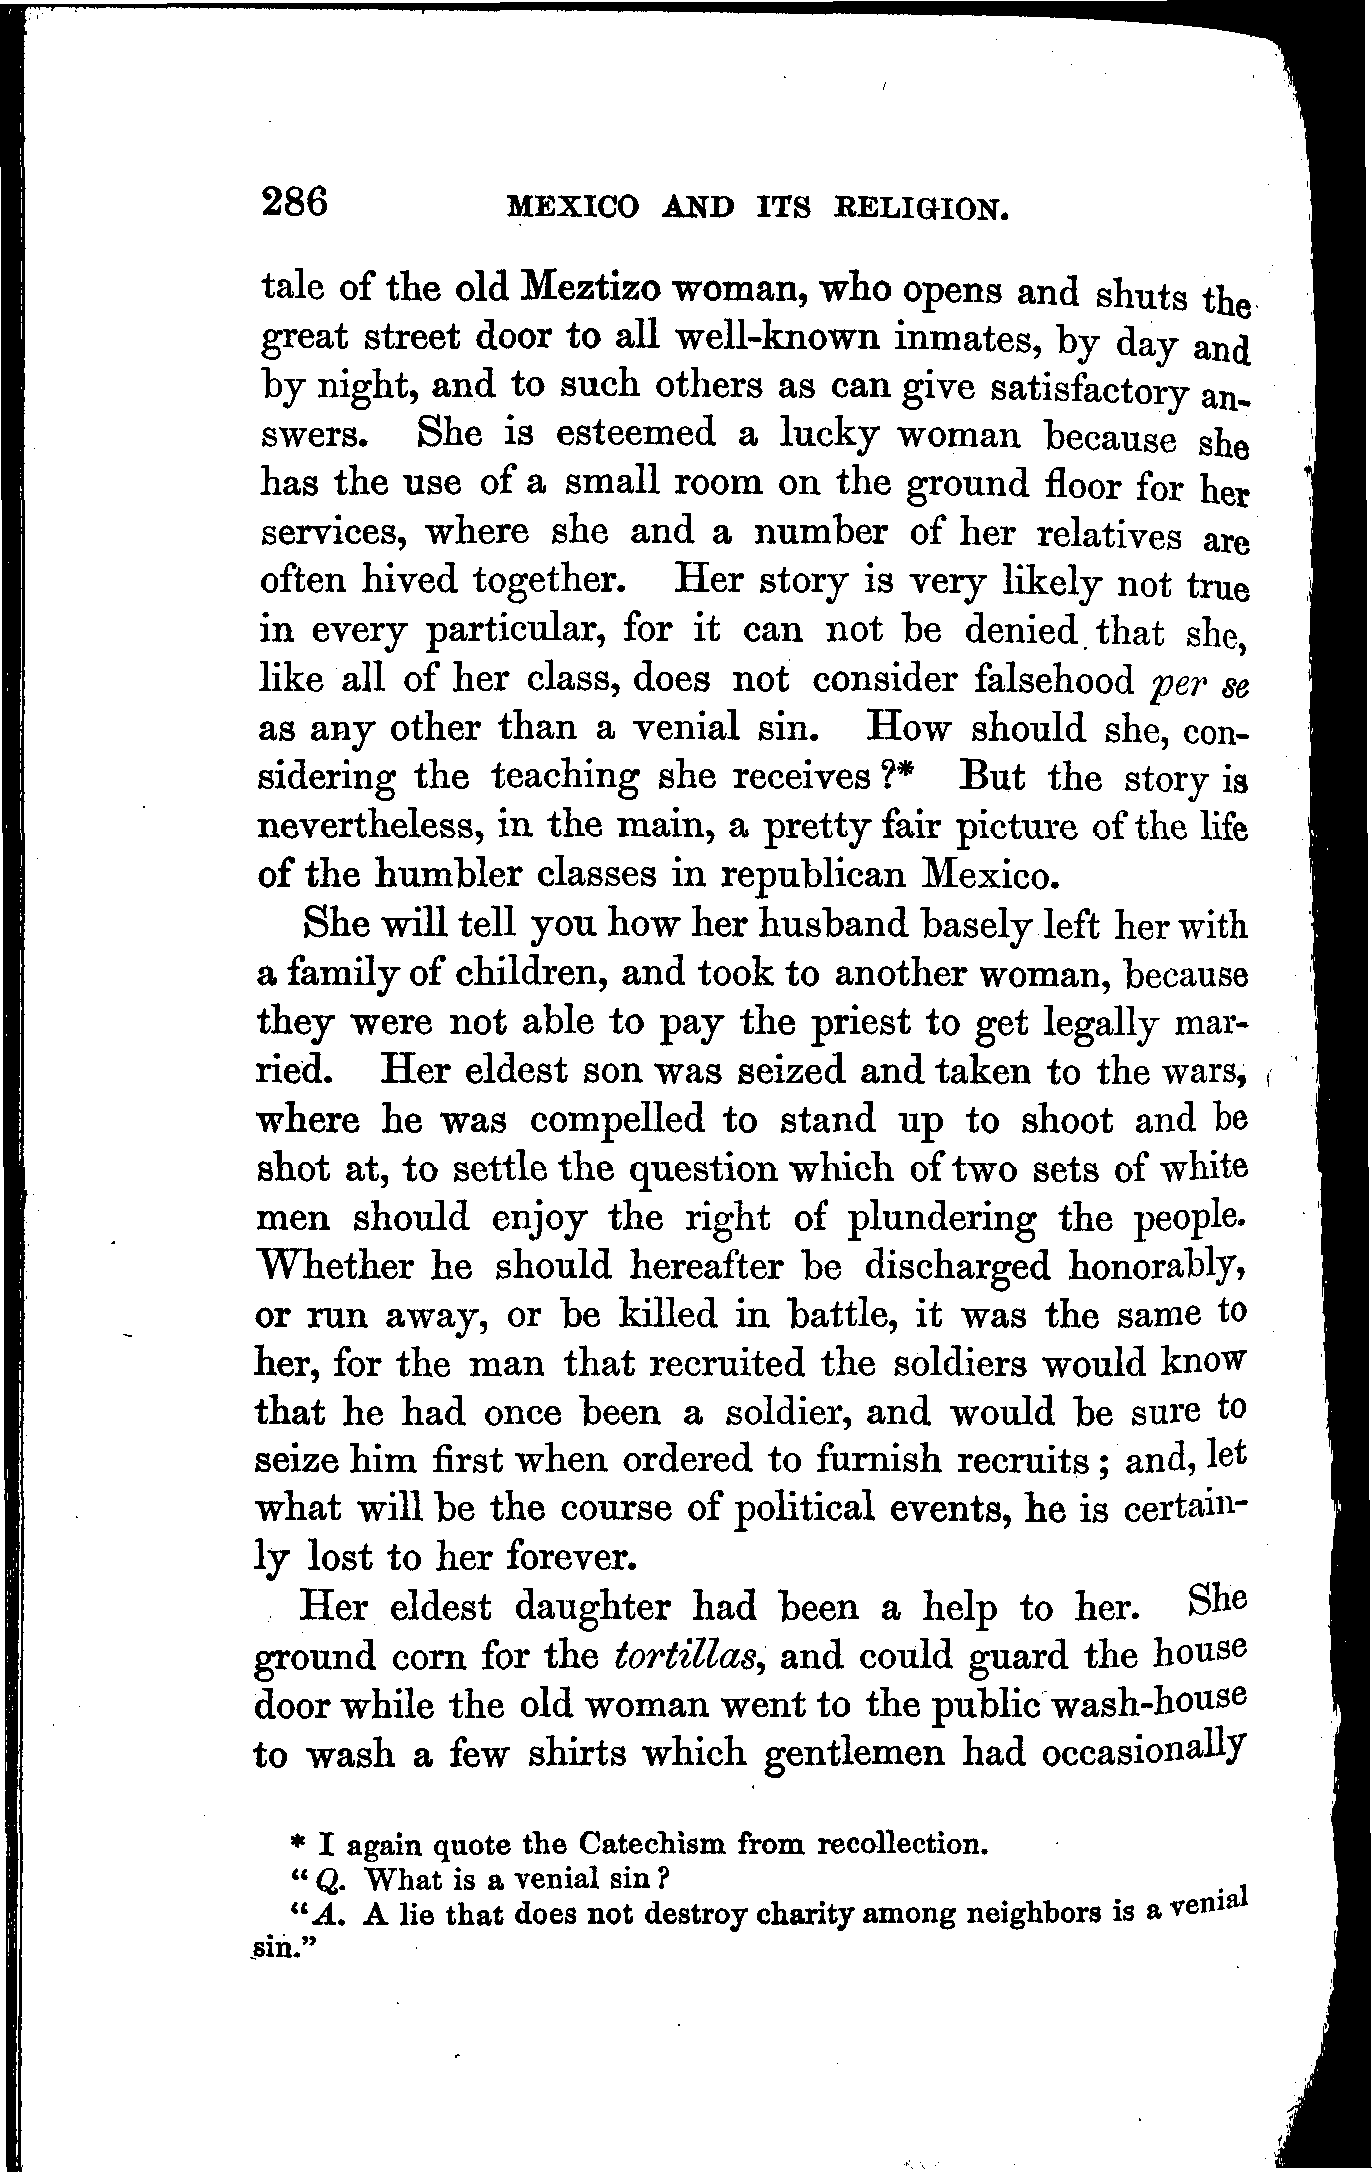 286 MEXICO AND ITS RELIGION.
tale of the old Meztizo woman, who opens and shuts the
great street door to all well-known inmates, by day and
by night, and to such others as can give satisfactory an-
swers. She is esteemed a lucky woman because she
has the use of a small room on the ground floor for her
services, where she and a number of her relatives are
often hived together. Her story is very likely not true
in every particular, for it can not be denied that she,
like all of her class, does not consider falsehood per se
as any other than a venial sin. How should she, con-
sidering the teaching she receives?* But the story is
nevertheless, in the main, a pretty fair picture of the life
of the humbler classes in republican Mexico.
She will tell you how her husband basely left her with
a family of children, and took to another woman, because
they were not able to pay the priest to get legally mar-
ried. Her eldest son was seized and taken to the wars,
where he was compelled to stand up to shoot and be
shot at, to settle the question which of two sets of white
men should enjoy the right of plundering the people.
Whether he should hereafter be discharged honorably,
or run away, or be killed in battle, it was the same to
her, for the man that recruited the soldiers would know
that he had once been a soldier, and would be sure to
seize him first when ordered to furnish recruits; and, let
what will be the course of political events, he is certain-
ly lost to her forever.
Her eldest daughter had been a help to her. She
ground corn for the tortillas, and could guard the house
door while the old woman went to the public wash-house
to wash a few shirts which gentlemen had occasionally
* I again quote the Catechism from recollection.
"Q. What is a venial sin?
"A. A lie that does not destroy charity among neighbors is a venial
sin."